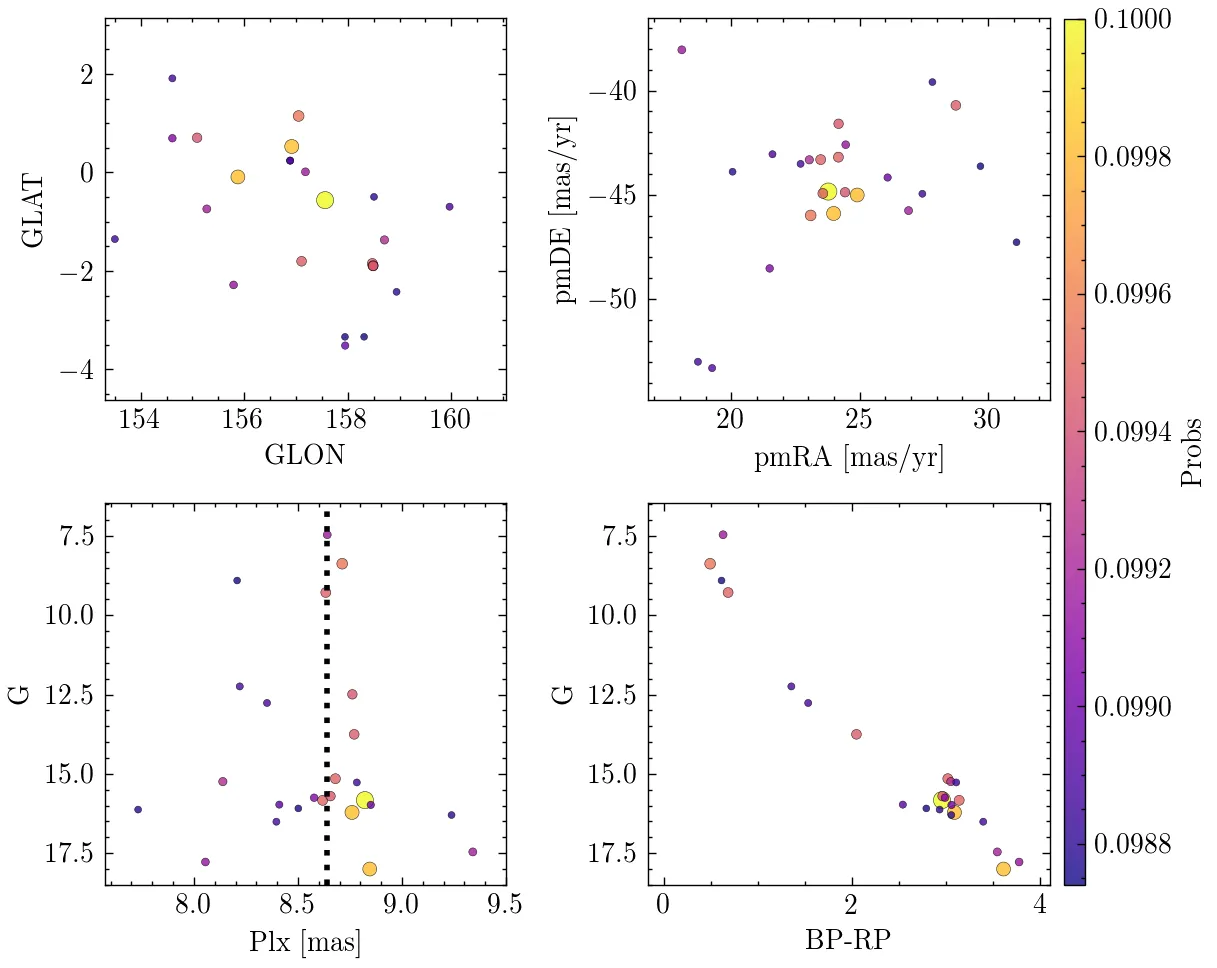 2
0
−2
−4
154 156 158 160
GLON
GLAT
−40
−45
−50
20 25 30
pmRA [mas/yr]
pmDE [mas/yr]
0.1000
0.0998
0.0996
0.0994
0.0992
0.0990
0.0988
Probs
7.5
10.0
12.5
15.0
17.5
8.0 8.5 9.0 9.5
Plx [mas]
G
7.5
10.0
12.5
15.0
17.5
0 2 4
BP-RP
G